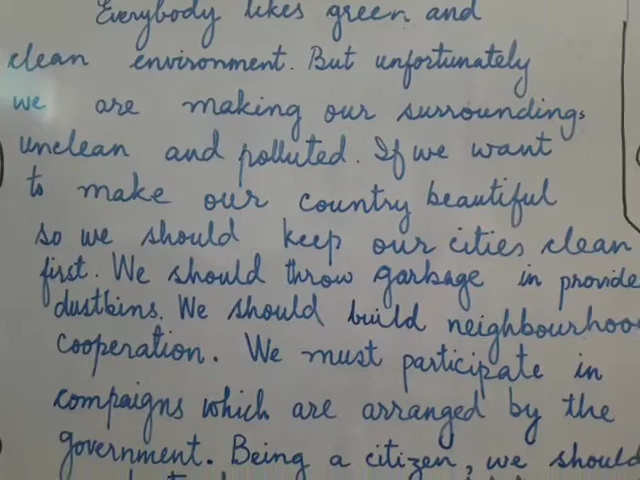 Everybody likes green and
clean environment. But unfortunately
we are making our surroundings
unclean and polluted. If we want
to make our country beautiful
so we should keep our cities clean
first. We should throw garbage in provide
dustbins. We should build neighbourhoo
cooperation. We must participate in
compaigns which are arranged by the
government. Being a citizen, we should